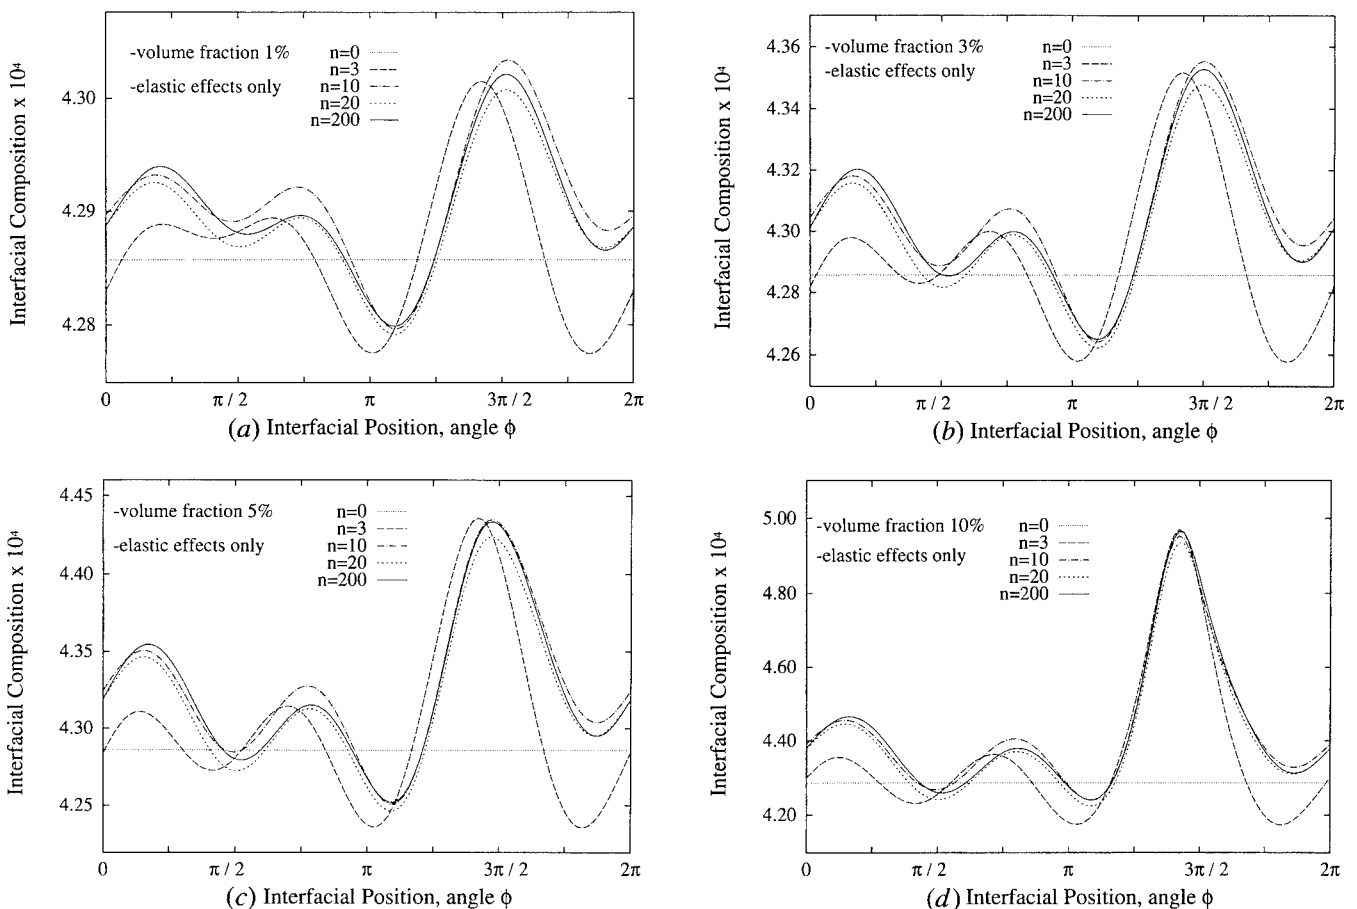 Interfacial Composition x 10⁴
-volume fraction 1%
-elastic effects only
n=0
n=3
n=10
n=20
n=200
4.30
4.29
4.28
0
π / 2
π
3π / 2
2π
(a) Interfacial Position, angle ϕ
Interfacial Composition x 10⁴
-volume fraction 3%
-elastic effects only
n=0
n=3
n=10
n=20
n=200
4.36
4.34
4.32
4.30
4.28
4.26
0
π / 2
π
3π / 2
2π
(b) Interfacial Position, angle ϕ
Interfacial Composition x 10⁴
-volume fraction 5%
-elastic effects only
n=0
n=3
n=10
n=20
n=200
4.45
4.40
4.35
4.30
4.25
0
π / 2
π
3π / 2
2π
(c) Interfacial Position, angle ϕ
Interfacial Composition x 10⁴
-volume fraction 10%
-elastic effects only
n=0
n=3
n=10
n=20
n=200
5.00
4.80
4.60
4.40
4.20
0
π / 2
π
3π / 2
2π
(d) Interfacial Position, angle ϕ